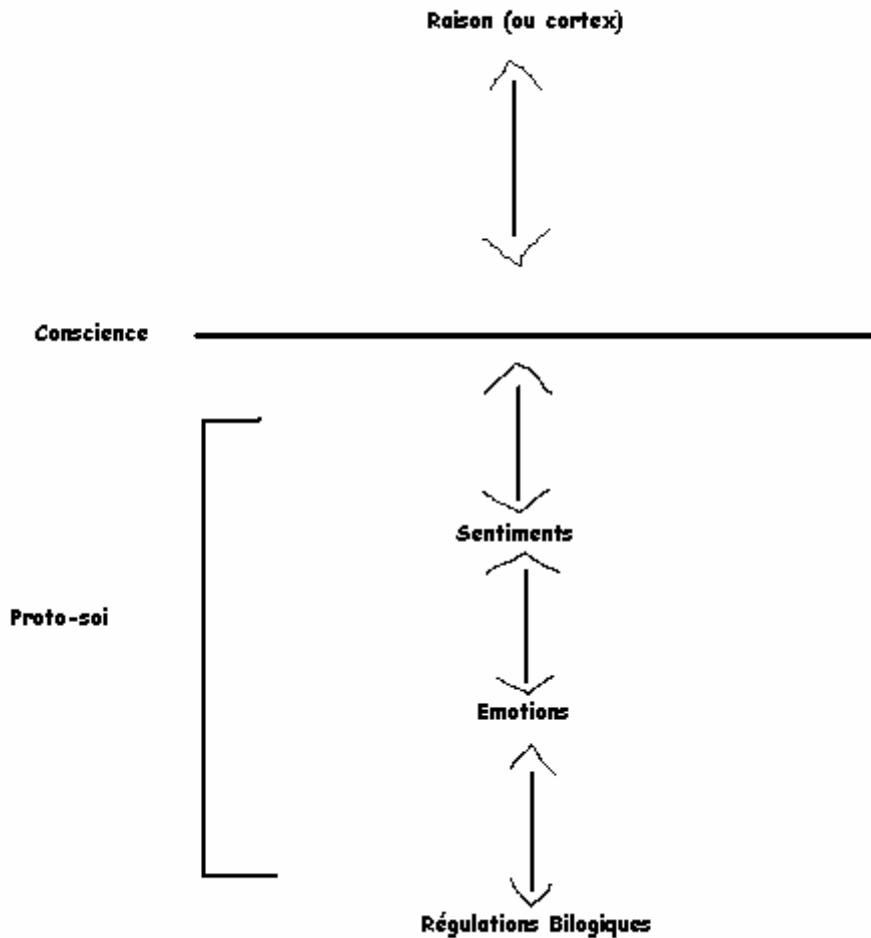 Raison (ou cortex)
Conscience
Sentiments
Proto-soi
Emotions
Régulations Bilogiques